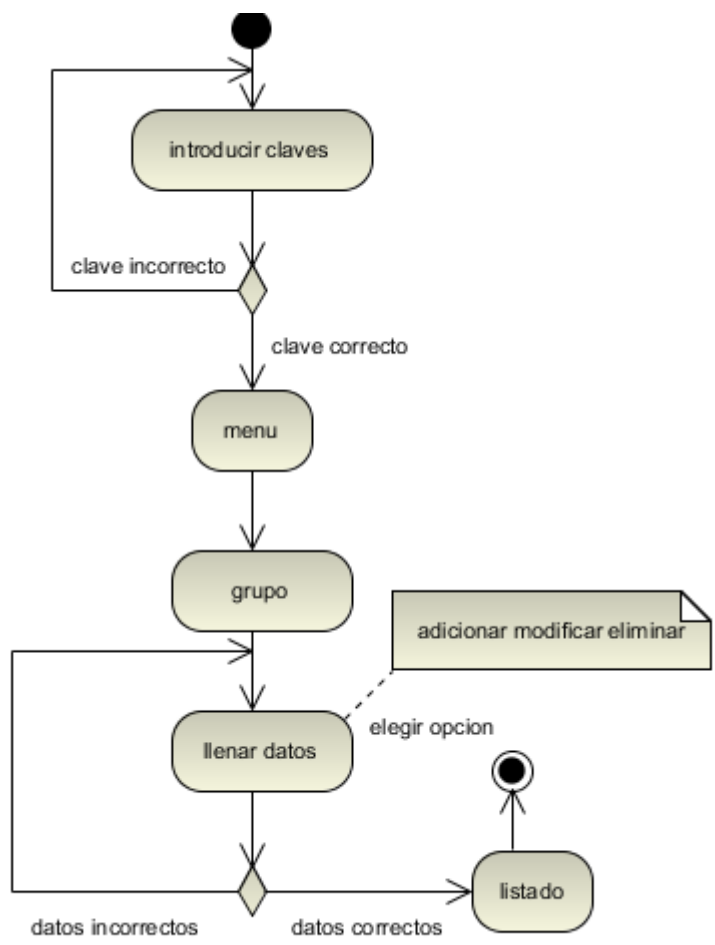 introducir claves
clave incorrecto
clave correcto
menu
grupo
adicionar modificar eliminar
elegir opcion
llenar datos
listado
datos incorrectos
datos correctos